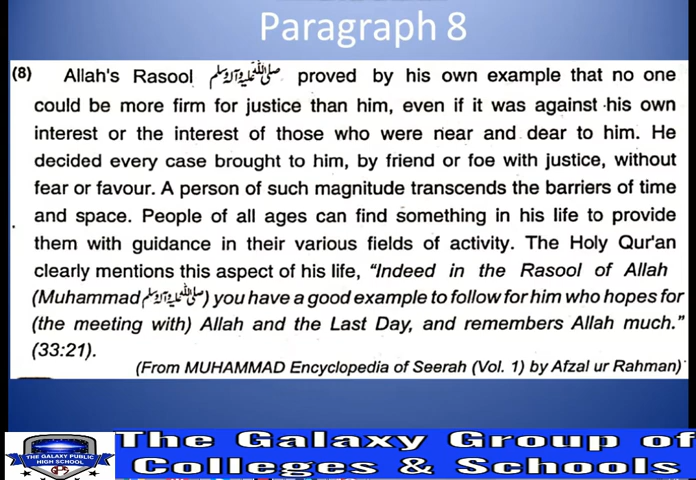 Paragraph 8
(8) Allah's Rasool ﷺ proved by his own example that no one
could be more firm for justice than him, even if it was against his own
interest or the interest of those who were near and dear to him. He
decided every case brought to him, by friend or foe with justice, without
fear or favour. A person of such magnitude transcends the barriers of time
and space. People of all ages can find something in his life to provide
them with guidance in their various fields of activity. The Holy Qur'an
clearly mentions this aspect of his life, “Indeed in the Rasool of Allah
(Muhammad ﷺ) you have a good example to follow for him who hopes for
(the meeting with) Allah and the Last Day, and remembers Allah much.”
(33:21).
(From MUHAMMAD Encyclopedia of Seerah (Vol. 1) by Afzal ur Rahman)
THE GALAXY PUBLIC
HIGH SCHOOL
The Galaxy Group of
Colleges & Schools